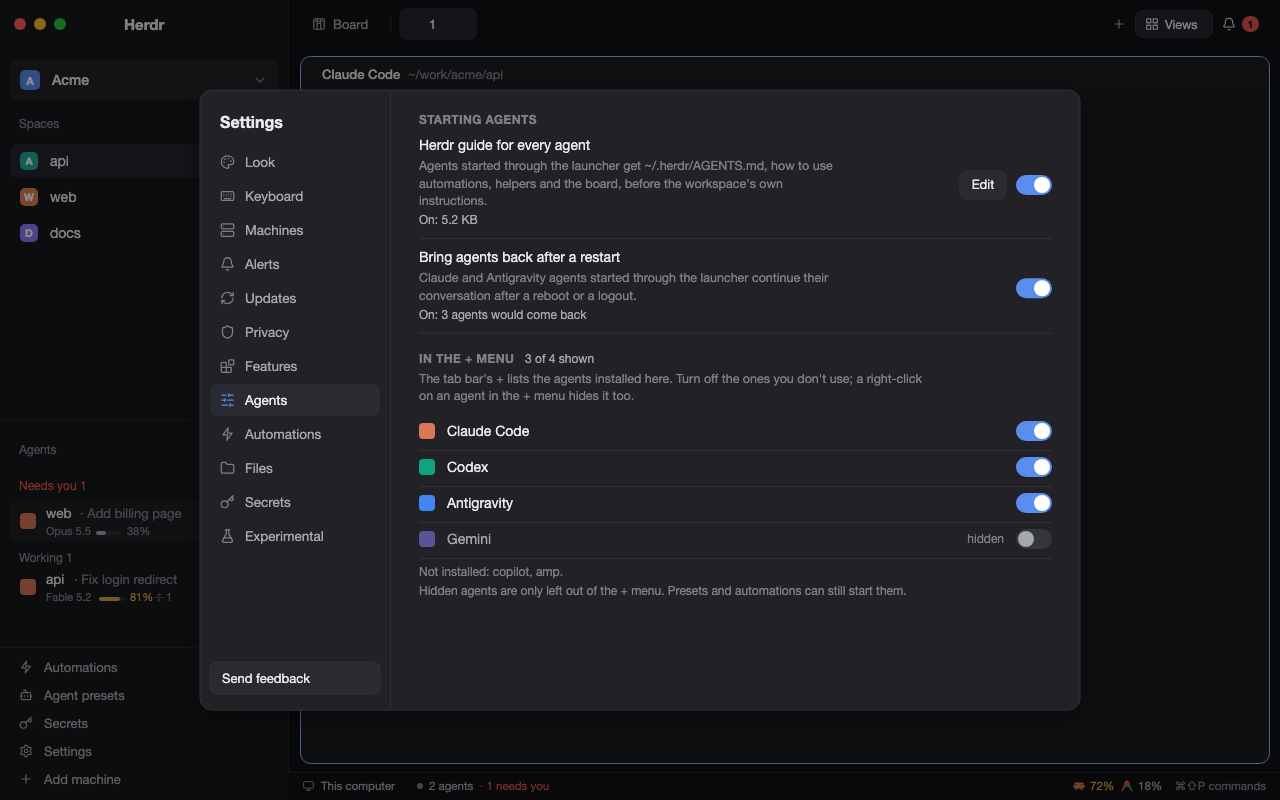 Herdr
Board
1
Views
1
A Acme
Claude Code ~/work/acme/api
Spaces
A api
W web
D docs
Agents
Needs you 1
web · Add billing page
Opus 5.5 38%
Working 1
api · Fix login redirect
Fable 5.2 81% 1
Automations
Agent presets
Secrets
Settings
Add machine
Settings
Look
Keyboard
Machines
Alerts
Updates
Privacy
Features
Agents
Automations
Files
Secrets
Experimental
Send feedback
STARTING AGENTS
Herdr guide for every agent
Agents started through the launcher get ~/.herdr/AGENTS.md, how to use
automations, helpers and the board, before the workspace's own
instructions.
On: 5.2 KB
Edit
Bring agents back after a restart
Claude and Antigravity agents started through the launcher continue their
conversation after a reboot or a logout.
On: 3 agents would come back
IN THE + MENU 3 of 4 shown
The tab bar's + lists the agents installed here. Turn off the ones you don't use; a right-click
on an agent in the + menu hides it too.
Claude Code
Codex
Antigravity
Gemini hidden
Not installed: copilot, amp.
Hidden agents are only left out of the + menu. Presets and automations can still start them.
This computer
2 agents · 1 needs you
72% 18% ⌘⇧P commands